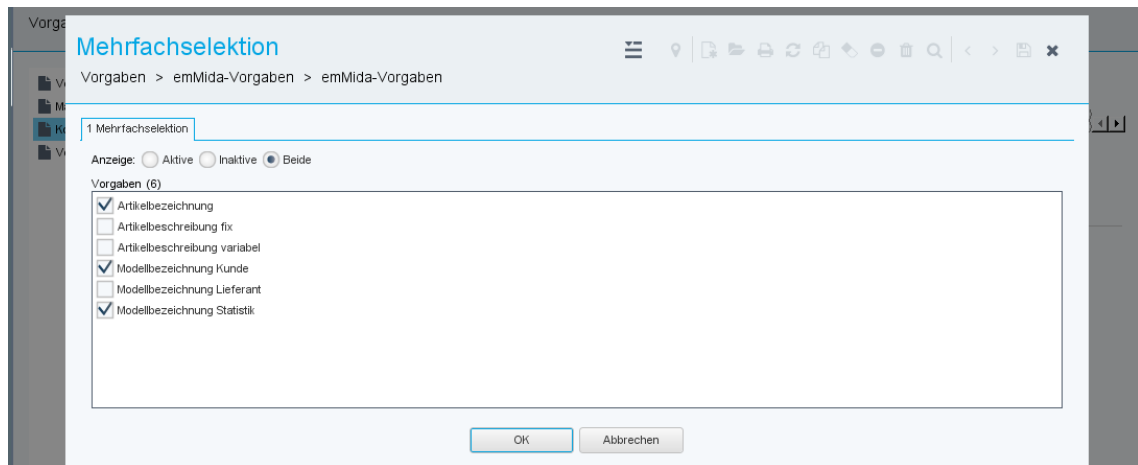 Vorga
Mehrfachselektion
Vorgaben > emMida-Vorgaben > emMida-Vorgaben
1 Mehrfachselektion
Anzeige: Aktive Inaktive Beide
Vorgaben (6)
Artikelbezeichnung
Artikelbeschreibung fix
Artikelbeschreibung variabel
Modellbezeichnung Kunde
Modellbezeichnung Lieferant
Modellbezeichnung Statistik
OK Abbrechen